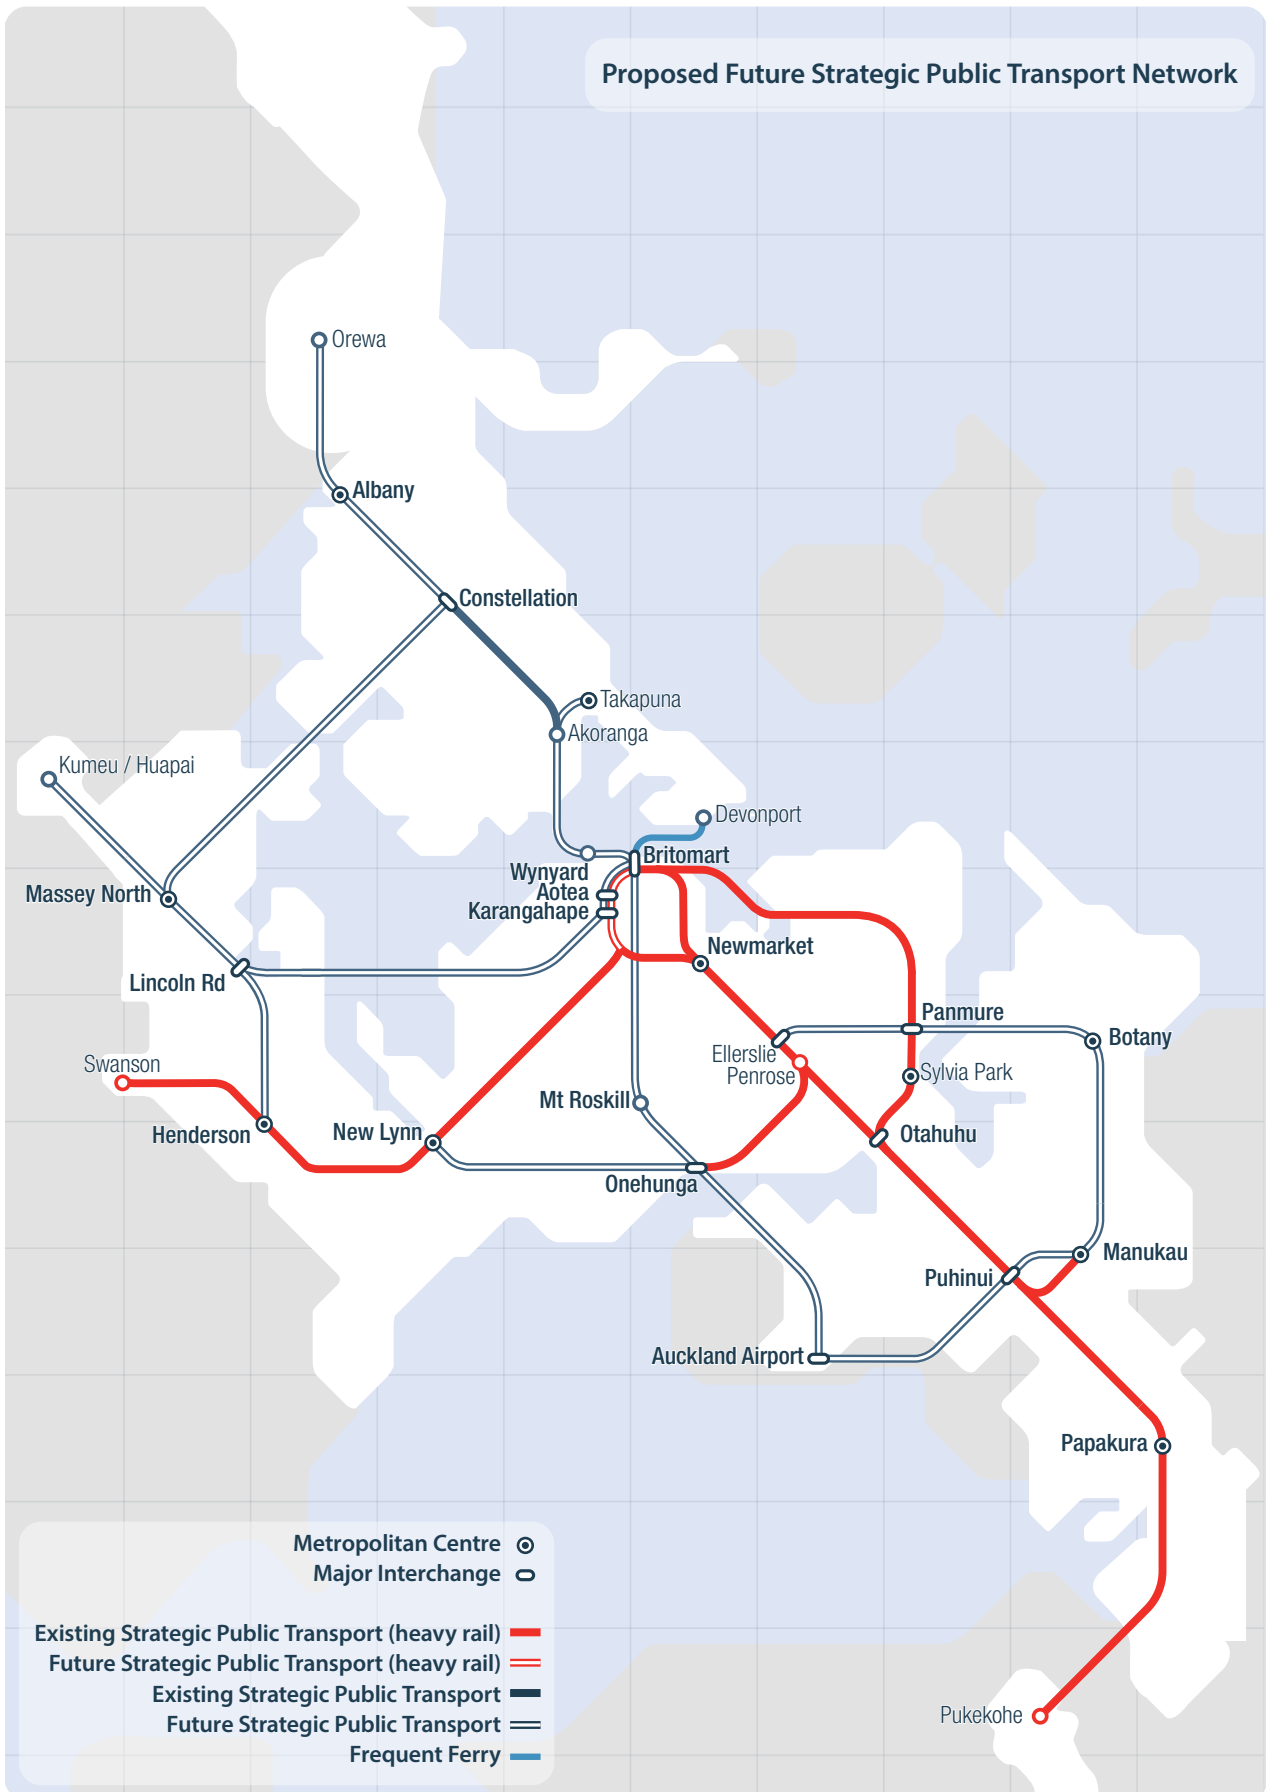 Proposed Future Strategic Public Transport Network
Orewa
Albany
Constellation
Takapuna
Akoranga
Kumeu / Huapai
Devonport
Britomart
Wynyard
Aotea
Karangahape
Massey North
Newmarket
Lincoln Rd
Panmure
Botany
Ellerslie
Penrose
Swanson
Sylvia Park
Mt Roskill
Henderson
New Lynn
Otahuhu
Onehunga
Manukau
Puhinui
Auckland Airport
Papakura
Metropolitan Centre
Major Interchange
Existing Strategic Public Transport (heavy rail)
Future Strategic Public Transport (heavy rail)
Existing Strategic Public Transport
Future Strategic Public Transport
Frequent Ferry
Pukekohe